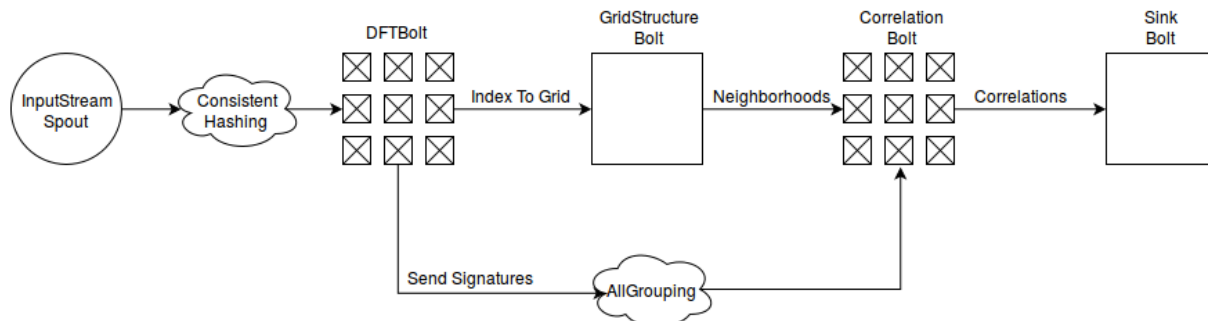 GridStructure
Bolt
Correlation
Bolt
Sink
Bolt
DFTBolt
InputStream
Spout
Consistent
Hashing
Index To Grid
Neighborhoods
Correlations
Send Signatures
AllGrouping